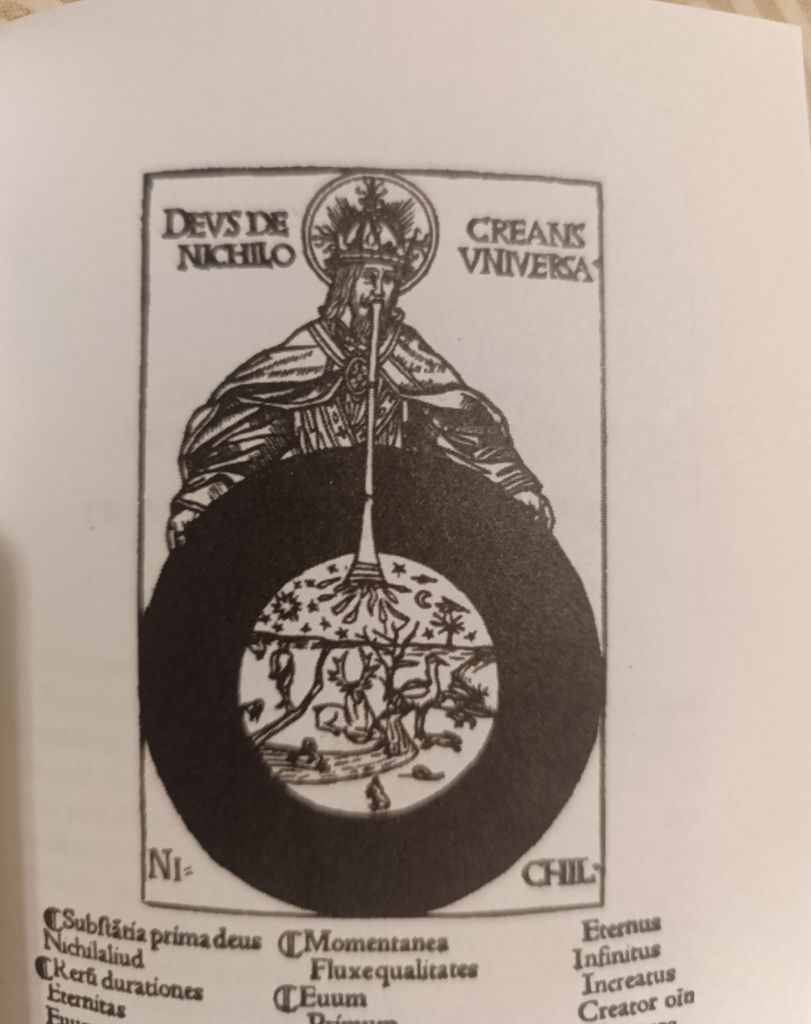 DEVS DE
NICHILO
CREANS
VNIVERSA
NI=
CHIL
⸿Substãtia prima deus
Nichilaliud
⸿Rerũ durationes
Eternitas
⸿Momentanea
Fluxequalitates
⸿Euum
Eternus
Infinitus
Increatus
Creator oĩn